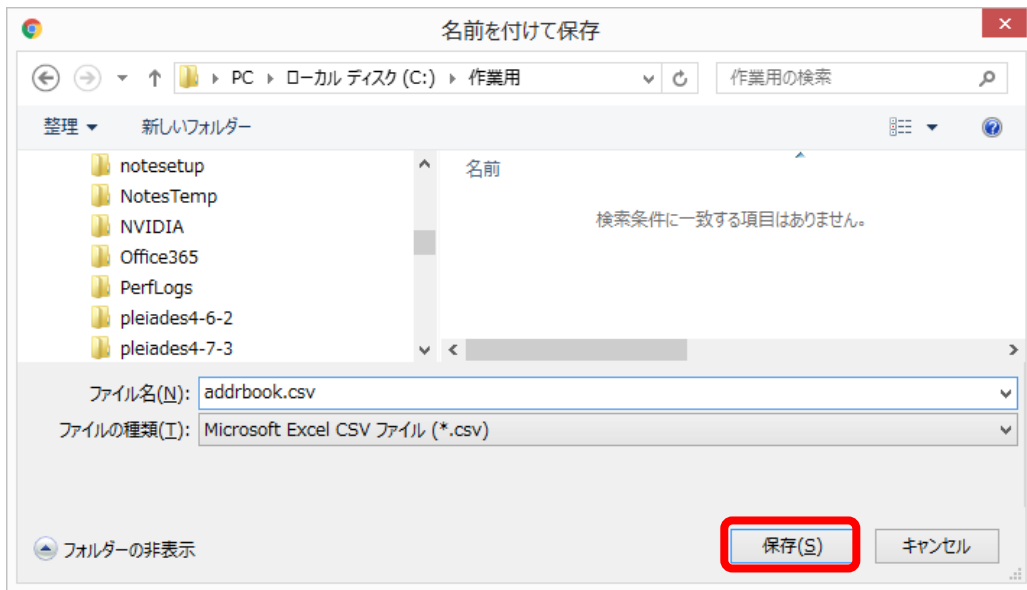 名前を付けて保存
PC ローカル ディスク (C:) 作業用 作業用の検索
整理 新しいフォルダー
名前
notesetup
NotesTemp
NVIDIA
Office365
PerfLogs
pleiades4-6-2
pleiades4-7-3
検索条件に一致する項目はありません。
ファイル名(N): addrbook.csv
ファイルの種類(T): Microsoft Excel CSV ファイル (*.csv)
フォルダーの非表示 保存(S) キャンセル